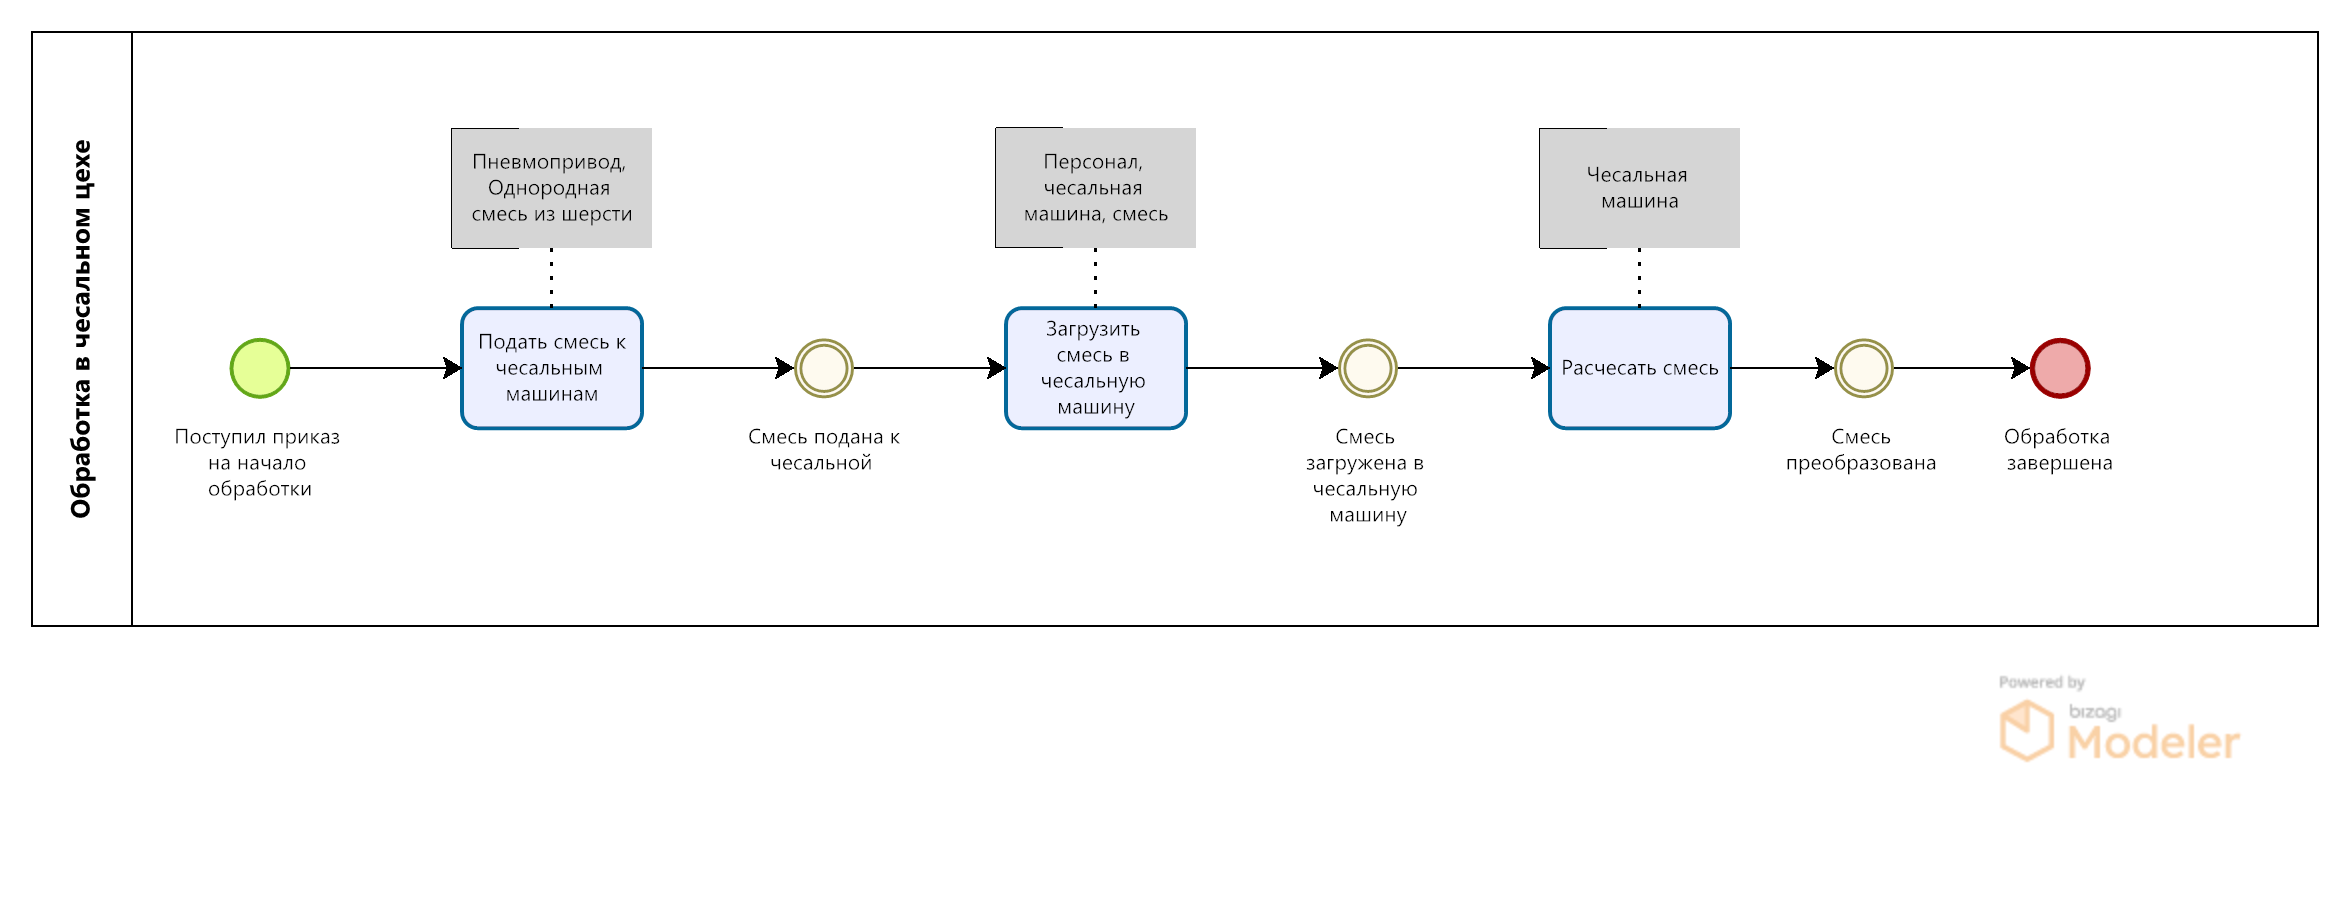 Обработка в чесальном цехе
Пневмопривод,
Однородная
смесь из шерсти
Персонал,
чесальная
машина, смесь
Чесальная
машина
Подать смесь к
чесальным
машинам
Загрузить
смесь в
чесальную
машину
Расчесать смесь
Поступил приказ
на начало
обработки
Смесь подана к
чесальной
Смесь
загружена в
чесальную
машину
Смесь
преобразована
Обработка
завершена
Powered by
bizagi
Modeler